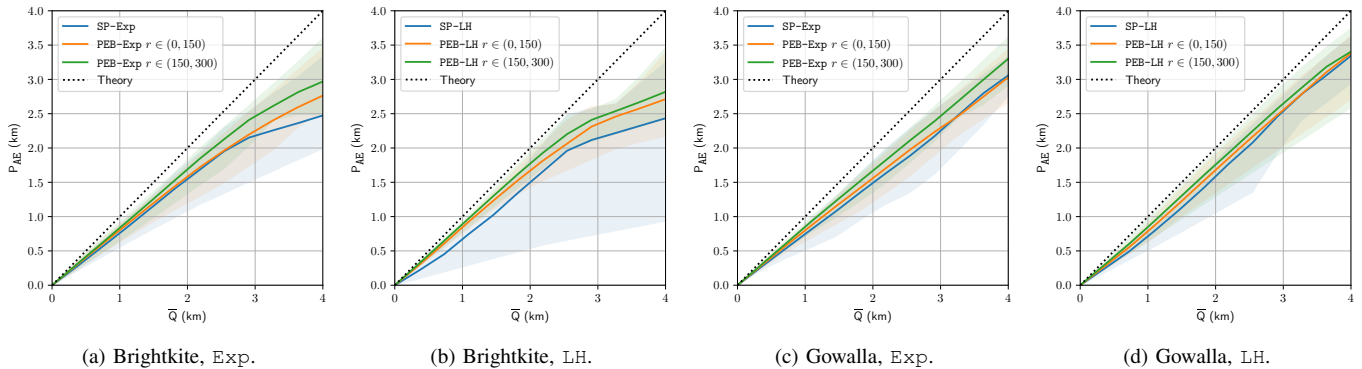 4.0
3.5
3.0
2.5
2.0
1.5
1.0
0.5
0.0
P_AE (km)
SP-Exp
PEB-Exp r ∈ (0, 150)
PEB-Exp r ∈ (150, 300)
Theory
0 1 2 3 4
Q̅ (km)
(a) Brightkite, Exp.
4.0
3.5
3.0
2.5
2.0
1.5
1.0
0.5
0.0
P_AE (km)
SP-LH
PEB-LH r ∈ (0, 150)
PEB-LH r ∈ (150, 300)
Theory
0 1 2 3 4
Q̅ (km)
(b) Brightkite, LH.
4.0
3.5
3.0
2.5
2.0
1.5
1.0
0.5
0.0
P_AE (km)
SP-Exp
PEB-Exp r ∈ (0, 150)
PEB-Exp r ∈ (150, 300)
Theory
0 1 2 3 4
Q̅ (km)
(c) Gowalla, Exp.
4.0
3.5
3.0
2.5
2.0
1.5
1.0
0.5
0.0
P_AE (km)
SP-LH
PEB-LH r ∈ (0, 150)
PEB-LH r ∈ (150, 300)
Theory
0 1 2 3 4
Q̅ (km)
(d) Gowalla, LH.